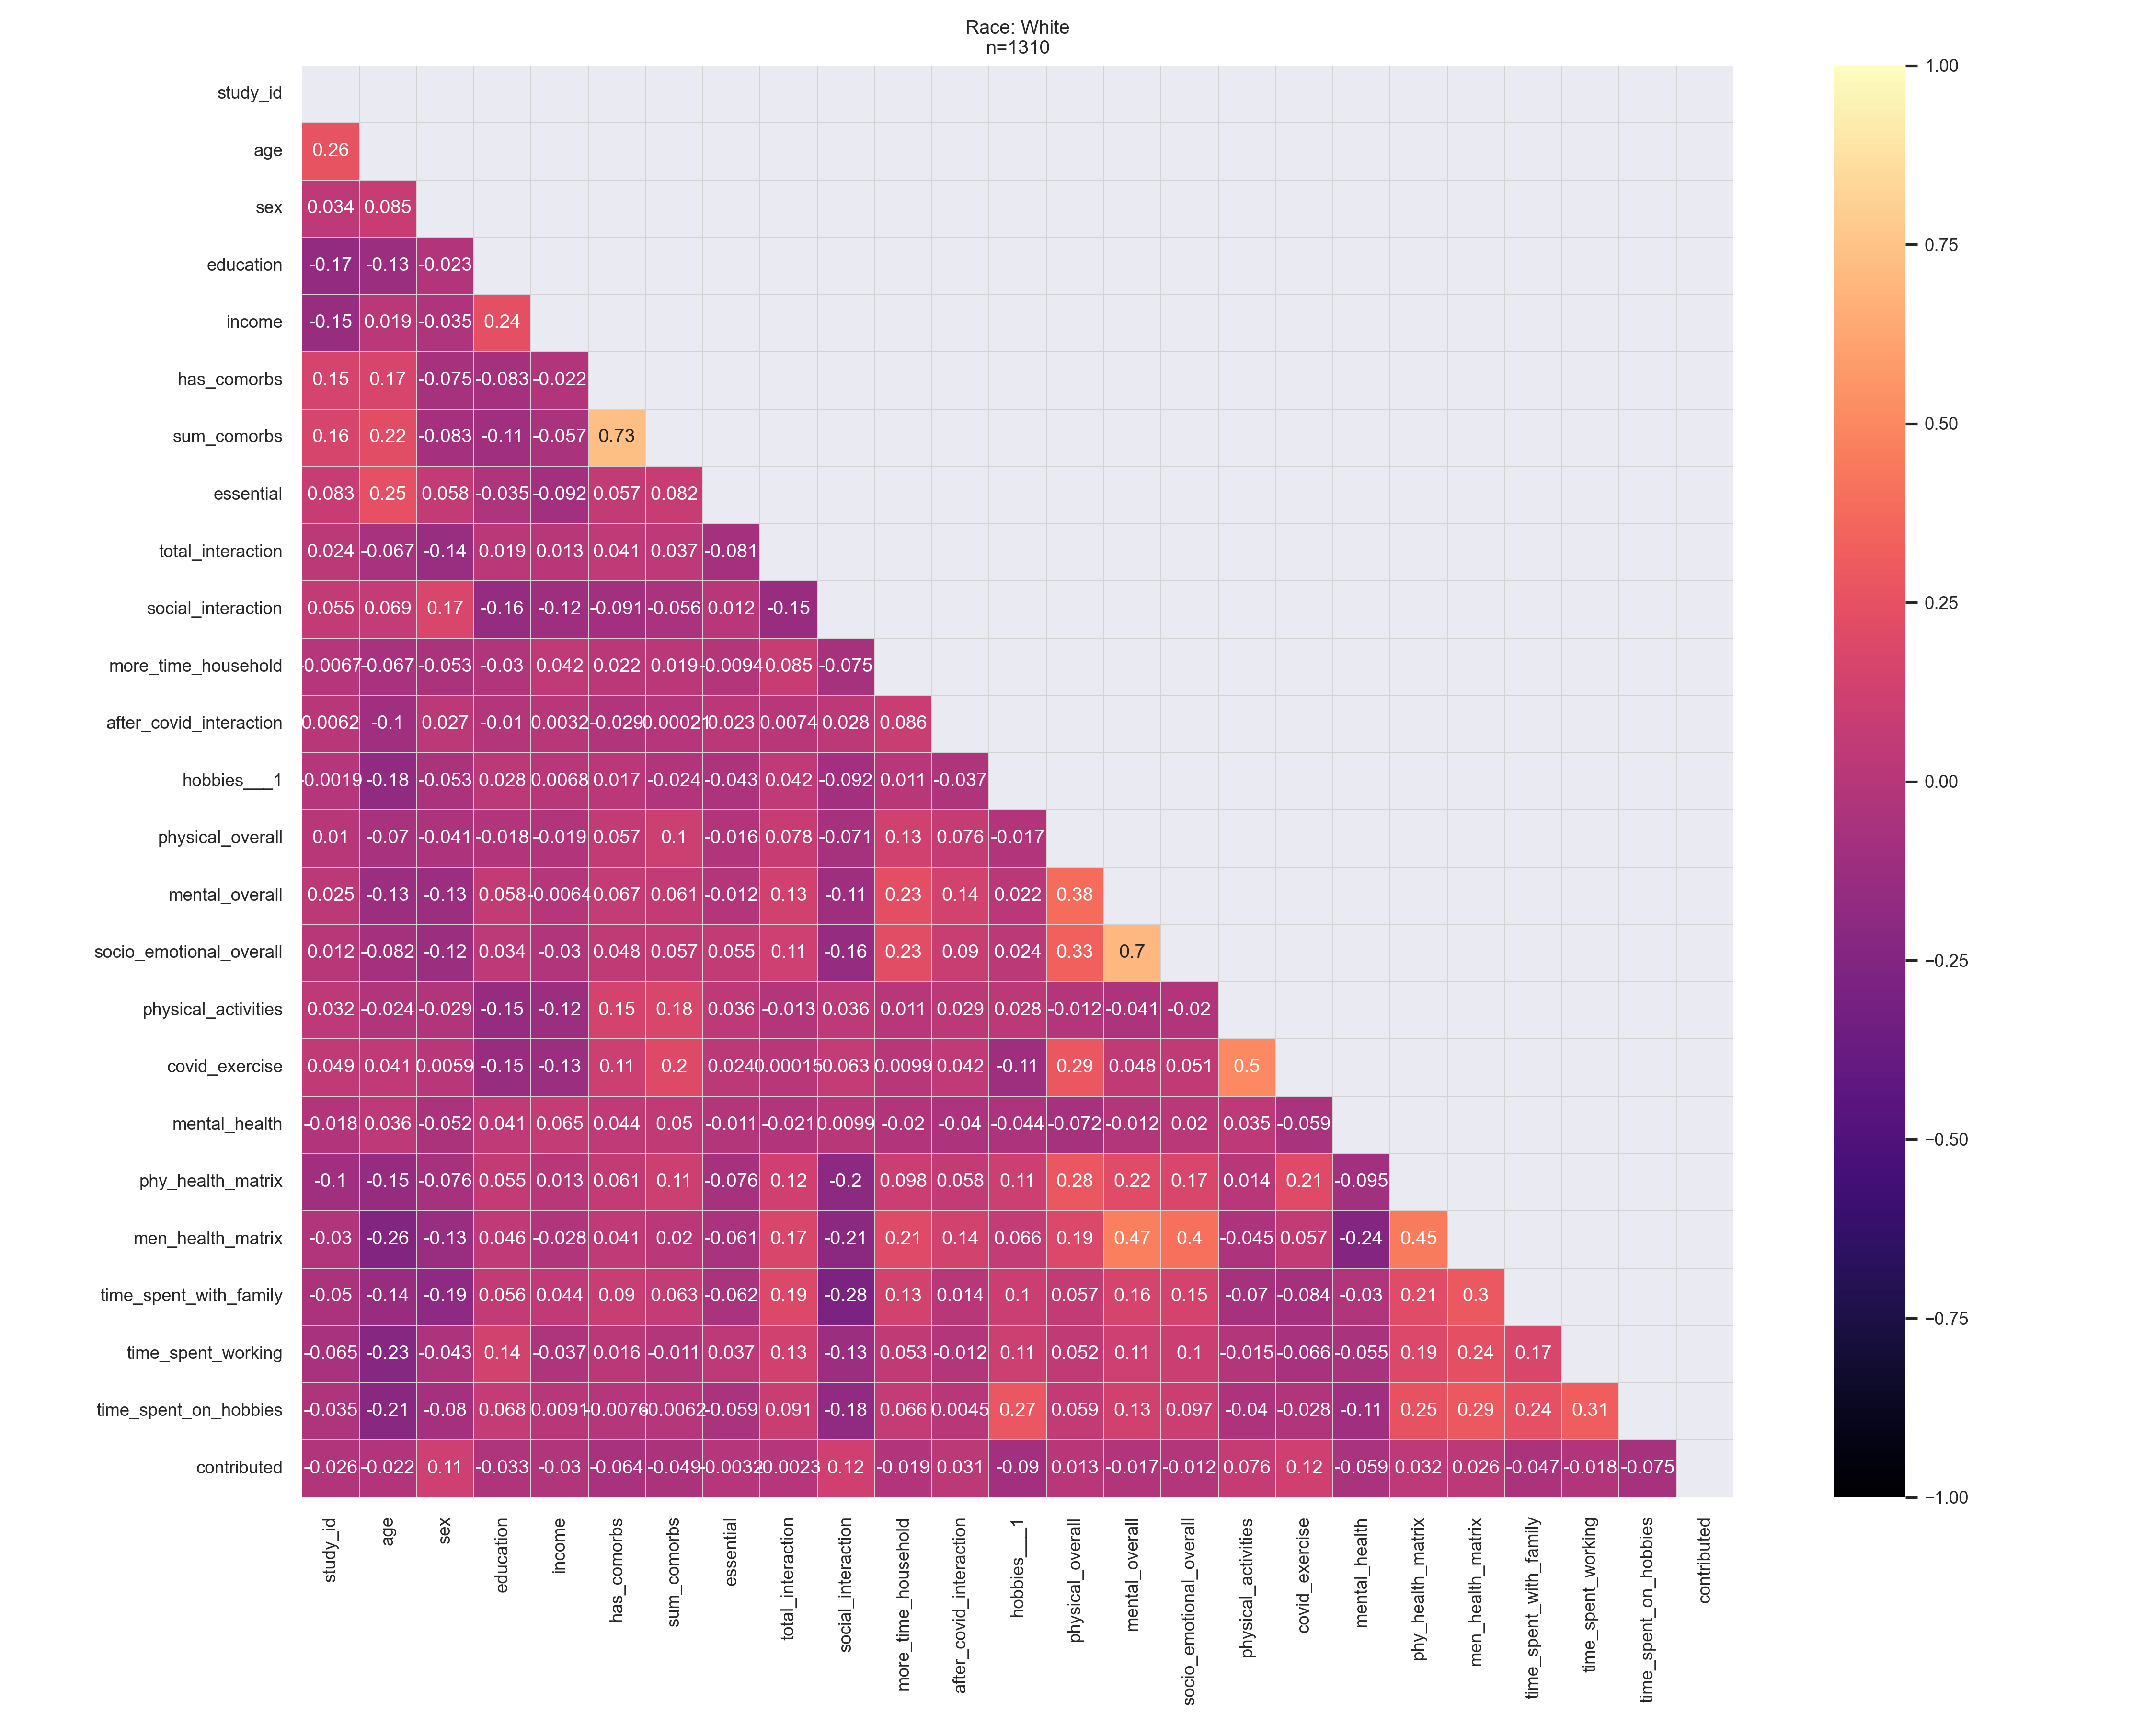 Race: White
n=1310
study_id
age 0.26
sex 0.034 0.085
education -0.17 -0.13 -0.023
income -0.15 0.019 -0.035 0.24
has_comorbs 0.15 0.17 -0.075 -0.083 -0.022
sum_comorbs 0.16 0.22 -0.083 -0.11 -0.057 0.73
essential 0.083 0.25 0.058 -0.035 -0.092 0.057 0.082
total_interaction 0.024 -0.067 -0.14 0.019 0.013 0.041 0.037 -0.081
social_interaction 0.055 0.069 0.17 -0.16 -0.12 -0.091 -0.056 0.012 -0.15
more_time_household -0.0067 -0.067 -0.053 -0.03 0.042 0.022 0.019 -0.0094 0.085 -0.075
after_covid_interaction 0.0062 -0.1 0.027 -0.01 0.0032 -0.029 0.023 0.0074 0.028 0.086
hobbies___1 -0.0019 -0.18 -0.053 0.028 0.0068 0.017 -0.024 -0.043 0.042 -0.092 0.011 -0.037
physical_overall 0.01 -0.07 -0.041 -0.018 -0.019 0.057 0.1 -0.016 0.078 -0.071 0.13 0.076 -0.017
mental_overall 0.025 -0.13 -0.13 0.058 -0.0064 0.067 0.061 -0.012 0.13 -0.11 0.23 0.14 0.022 0.38
socio_emotional_overall 0.012 -0.082 -0.12 0.034 -0.03 0.048 0.057 0.055 0.11 -0.16 0.23 0.09 0.024 0.33 0.7
physical_activities 0.032 -0.024 -0.029 -0.15 -0.12 0.15 0.18 0.036 -0.013 0.036 0.011 0.029 0.028 -0.012 -0.041 -0.02
covid_exercise 0.049 0.041 0.0059 -0.15 -0.13 0.11 0.2 0.024 0.00015 0.063 0.0099 0.042 -0.11 0.29 0.048 0.051 0.5
mental_health -0.018 0.036 -0.052 0.041 0.065 0.044 0.05 -0.011 -0.021 0.0099 -0.02 -0.04 -0.044 -0.072 -0.012 0.02 0.035 -0.059
phy_health_matrix -0.1 -0.15 -0.076 0.055 0.013 0.061 0.11 -0.076 0.12 -0.2 0.098 0.058 0.11 0.28 0.22 0.17 0.014 0.21 -0.095
men_health_matrix -0.03 -0.26 -0.13 0.046 -0.028 0.041 0.02 -0.061 0.17 -0.21 0.21 0.14 0.066 0.19 0.47 0.4 -0.045 0.057 -0.24 0.45
time_spent_with_family -0.05 -0.14 -0.19 0.056 0.044 0.09 0.063 -0.062 0.19 -0.28 0.13 0.014 0.1 0.057 0.16 0.15 -0.07 -0.084 -0.03 0.21 0.3
time_spent_working -0.065 -0.23 -0.043 0.14 -0.037 0.016 -0.011 0.037 0.13 -0.13 0.053 -0.012 0.11 0.052 0.11 0.1 -0.015 -0.066 -0.055 0.19 0.24 0.17
time_spent_on_hobbies -0.035 -0.21 -0.08 0.068 0.0091 -0.0076 -0.0062 -0.059 0.091 -0.18 0.066 0.0045 0.27 0.059 0.13 0.097 -0.04 -0.028 -0.11 0.25 0.29 0.24 0.31
contributed -0.026 -0.022 0.11 -0.033 -0.03 -0.064 -0.049 -0.0032 0.12 -0.019 0.031 -0.09 0.013 -0.017 -0.012 0.076 0.12 -0.059 0.032 0.026 -0.047 -0.018 -0.075
study_id age sex education income has_comorbs sum_comorbs essential total_interaction social_interaction more_time_household after_covid_interaction hobbies___1 physical_overall mental_overall socio_emotional_overall physical_activities covid_exercise mental_health phy_health_matrix men_health_matrix time_spent_with_family time_spent_working time_spent_on_hobbies contributed
1.00
0.75
0.50
0.25
0.00
−0.25
−0.50
−0.75
−1.00